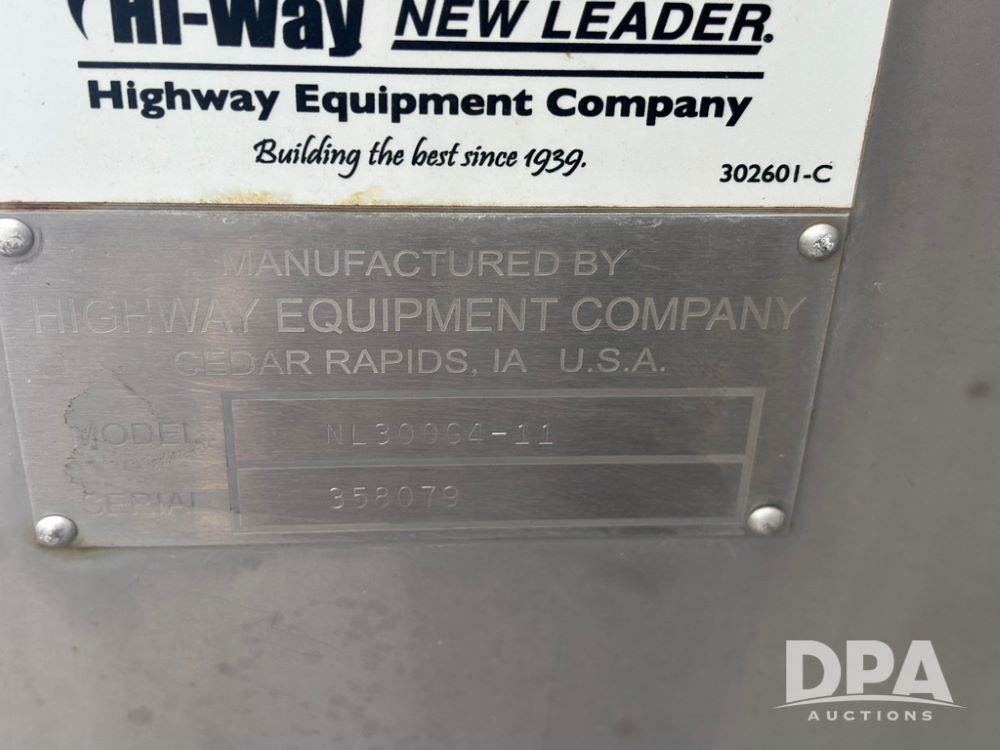 Hi-Way NEW LEADER®
Highway Equipment Company
Building the best since 1939.
302601-C
MANUFACTURED BY
HIGHWAY EQUIPMENT COMPANY
CEDAR RAPIDS, IA U.S.A.
MODEL NL300G4-11
SERIAL 358079
DPA
AUCTIONS